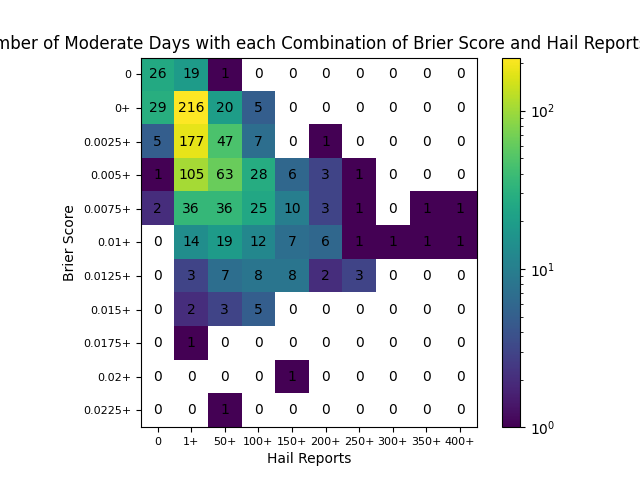 mber of Moderate Days with each Combination of Brier Score and Hail Reports
0 26 19 1 0 0 0 0 0 0 0
0+ 29 216 20 5 0 0 0 0 0 0
0.0025+ 5 177 47 7 0 1 0 0 0 0
0.005+ 1 105 63 28 6 3 1 0 0 0
0.0075+ 2 36 36 25 10 3 1 0 1 1
0.01+ 0 14 19 12 7 6 1 1 1 1
0.0125+ 0 3 7 8 8 2 3 0 0 0
0.015+ 0 2 3 5 0 0 0 0 0 0
0.0175+ 0 1 0 0 0 0 0 0 0 0
0.02+ 0 0 0 0 1 0 0 0 0 0
0.0225+ 0 0 1 0 0 0 0 0 0 0
0 1+ 50+ 100+ 150+ 200+ 250+ 300+ 350+ 400+
Hail Reports
Brier Score
10²
10¹
10⁰